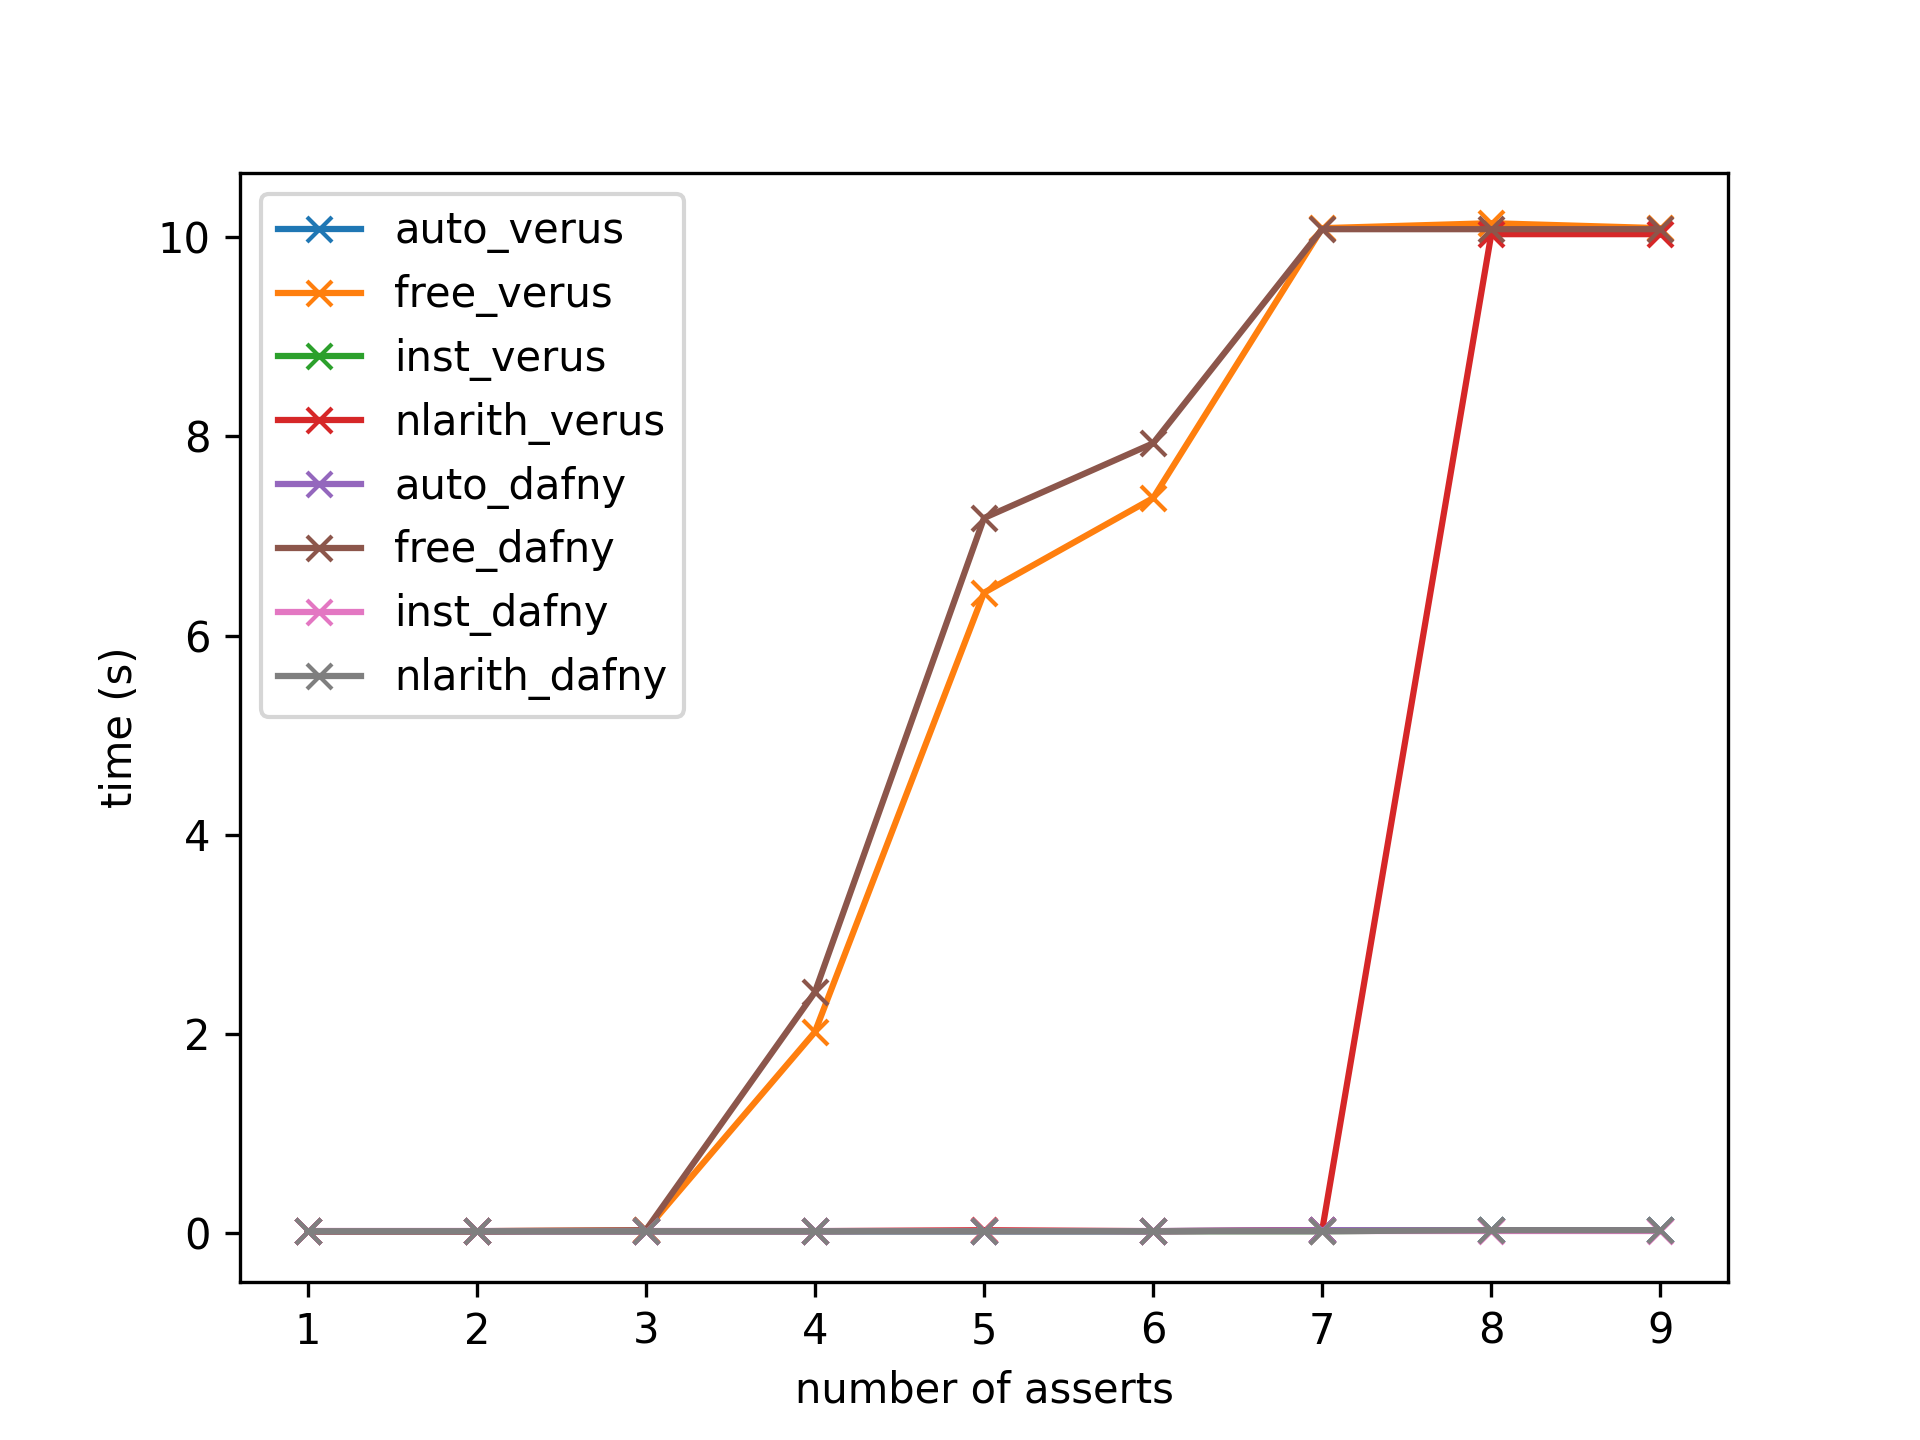 auto_verus
free_verus
inst_verus
nlarith_verus
auto_dafny
free_dafny
inst_dafny
nlarith_dafny
time (s)
10
8
6
4
2
0
1 2 3 4 5 6 7 8 9
number of asserts